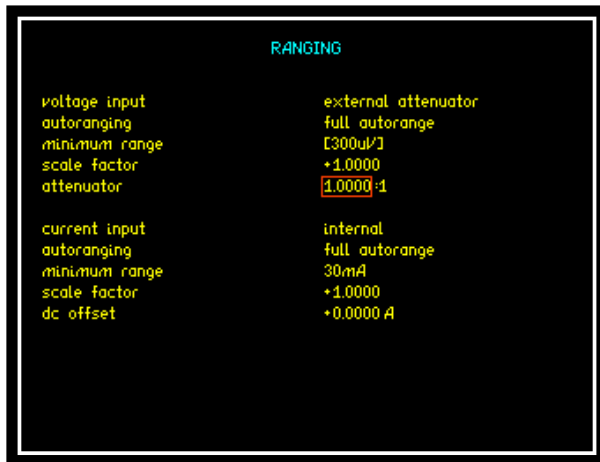 RANGING
voltage input external attenuator
autoranging full autorange
minimum range [300uV]
scale factor +1.0000
attenuator 1.0000:1
current input internal
autoranging full autorange
minimum range 30mA
scale factor +1.0000
dc offset +0.0000 A